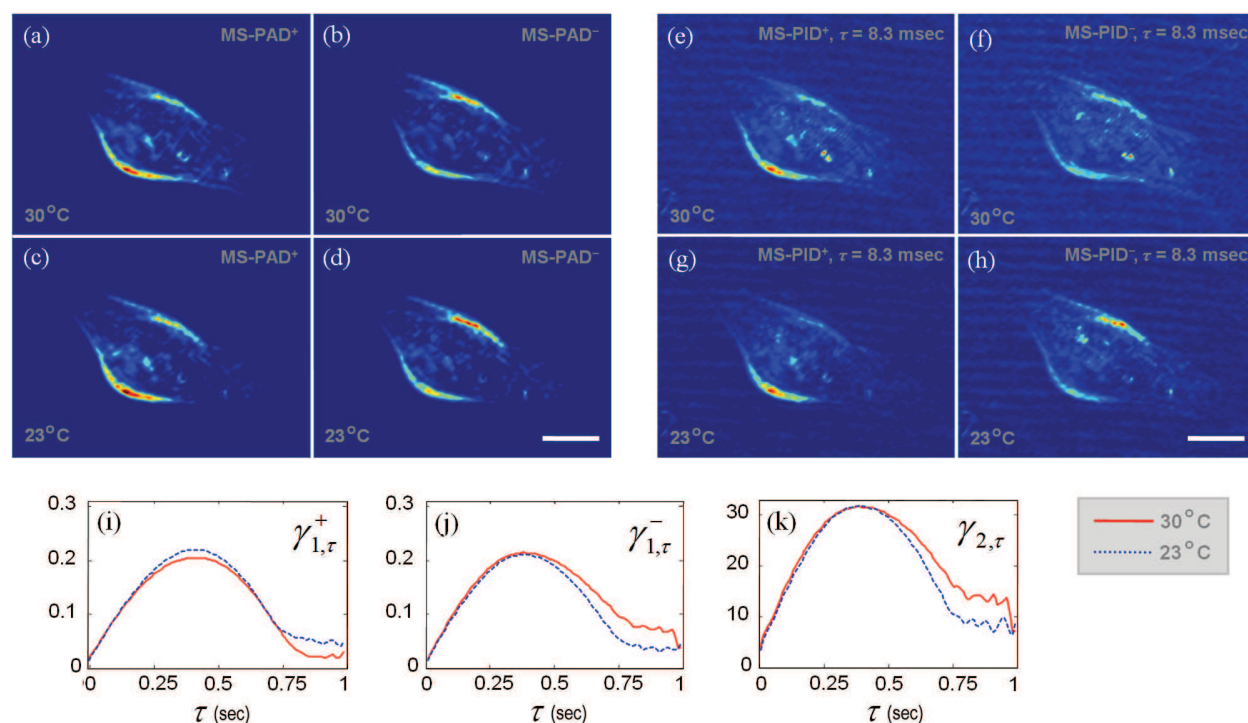 (a) MS-PAD⁺
30°C
(b) MS-PAD⁻
30°C
(c) MS-PAD⁺
23°C
(d) MS-PAD⁻
23°C
(e) MS-PID⁺, τ = 8.3 msec
30°C
(f) MS-PID⁻, τ = 8.3 msec
30°C
(g) MS-PID⁺, τ = 8.3 msec
23°C
(h) MS-PID⁻, τ = 8.3 msec
23°C
(i) γ⁺₁,τ
0.3
0.2
0.1
0
0 0.25 0.5 0.75 1
τ (sec)
(j) γ⁻₁,τ
0.3
0.2
0.1
0
0 0.25 0.5 0.75 1
τ (sec)
(k) γ₂,τ
30
20
10
0
0 0.25 0.5 0.75 1
τ (sec)
30°C
23°C